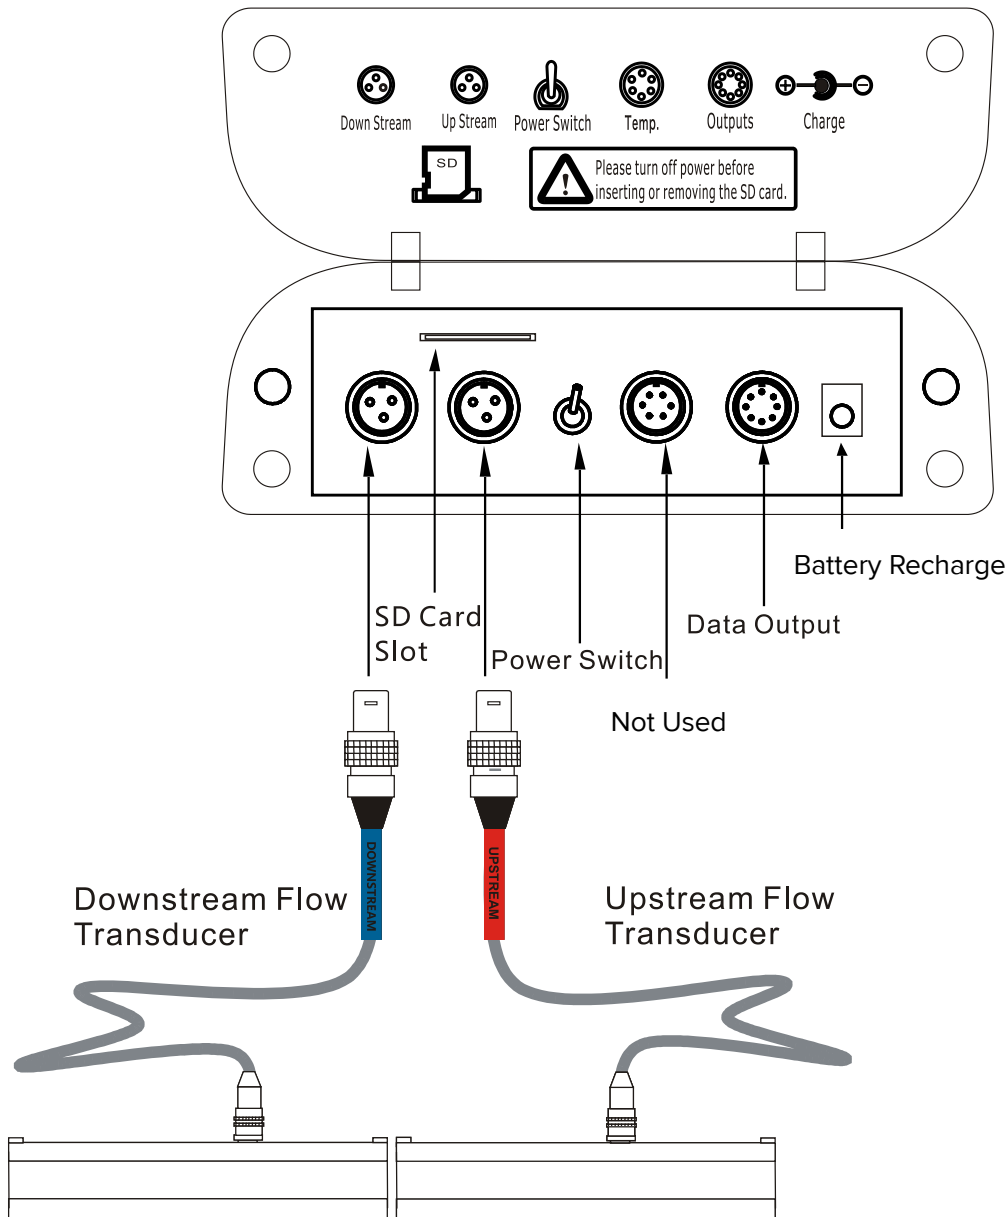 Down Stream
Up Stream
Power Switch
Temp.
Outputs
Charge
SD
Please turn off power before
inserting or removing the SD card.
Battery Recharge
SD Card
Slot
Data Output
Power Switch
Not Used
DOWNSTREAM
UPSTREAM
Downstream Flow
Transducer
Upstream Flow
Transducer